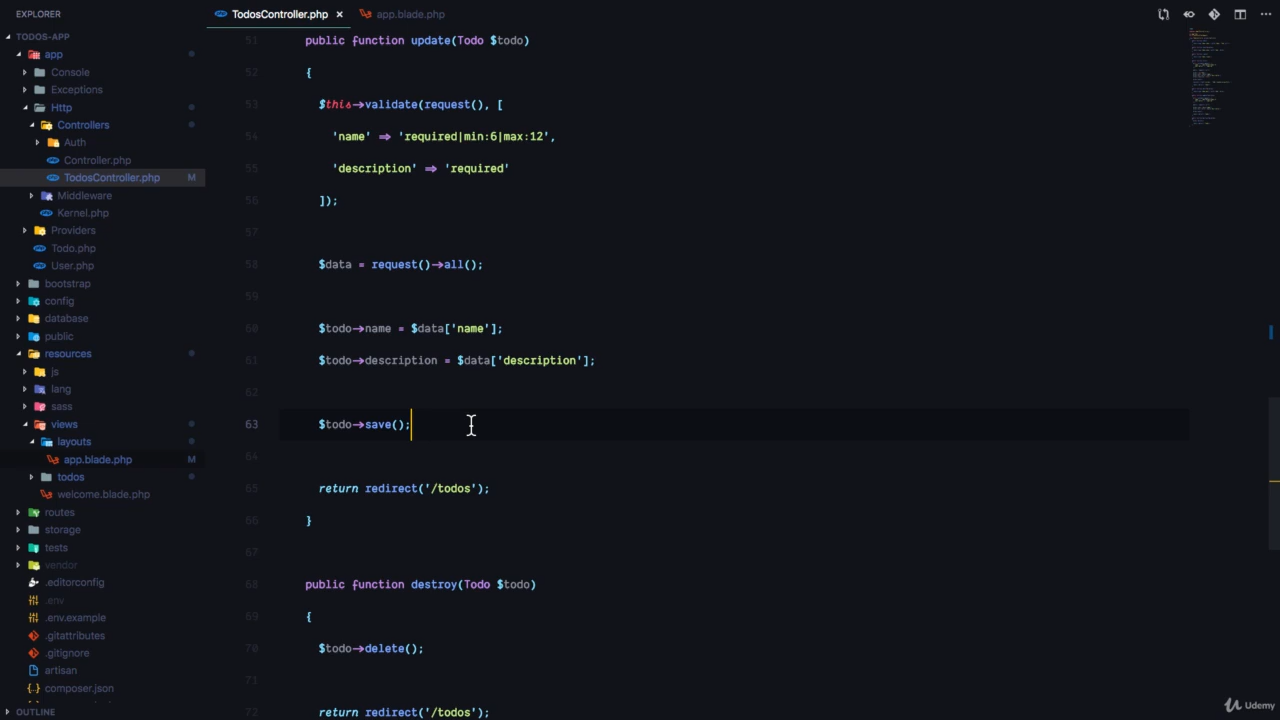 EXPLORER
TodosController.php ×
app.blade.php
TODOS-APP
app
Console
Exceptions
Http
Controllers
Auth
Controller.php
TodosController.php M
Middleware
Kernel.php
Providers
Todo.php
User.php
bootstrap
config
database
public
resources
js
lang
sass
views
layouts
app.blade.php M
todos
welcome.blade.php
routes
storage
tests
vendor
.editorconfig
.env
.env.example
.gitattributes
.gitignore
artisan
composer.json
OUTLINE
51 public function update(Todo $todo)
52 {
53 $this->validate(request(), [
54 'name' => 'required|min:6|max:12',
55 'description' => 'required'
56 ]);
57
58 $data = request()->all();
59
60 $todo->name = $data['name'];
61 $todo->description = $data['description'];
62
63 $todo->save();
64
65 return redirect('/todos');
66 }
67
68 public function destroy(Todo $todo)
69 {
70 $todo->delete();
71
72 return redirect('/todos');
Udemy